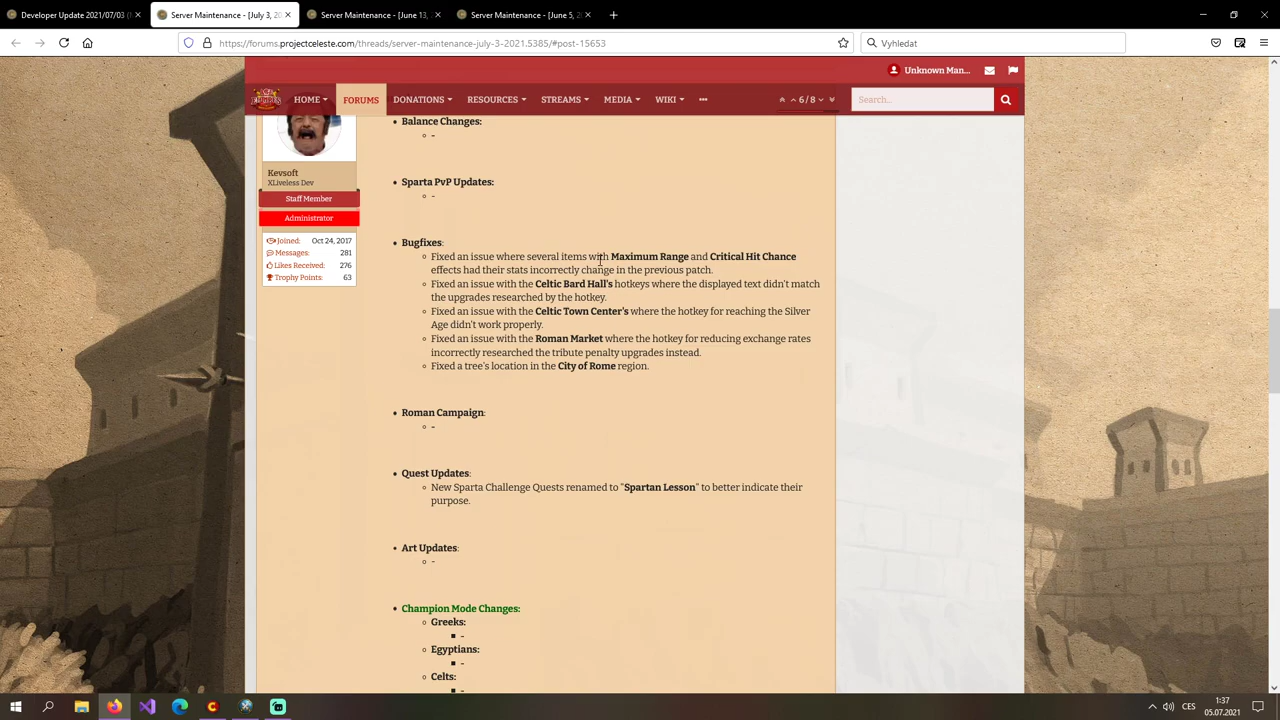 Developer Update 2021/07/03 (
Server Maintenance - [July 3, 20
Server Maintenance - [June 13,
Server Maintenance - [June 5, 2
https://forums.projectceleste.com/threads/server-maintenance-july-3-2021.5385/#post-15653
Vyhledat
Unknown Man...
HOME
FORUMS
DONATIONS
RESOURCES
STREAMS
MEDIA
WIKI
•••
6 / 8
Search...
Kevsoft
XLiveless Dev
Staff Member
Administrator
Joined: Oct 24, 2017
Messages: 281
Likes Received: 276
Trophy Points: 63
• Balance Changes:
-
• Sparta PvP Updates:
-
• Bugfixes:
Fixed an issue where several items with Maximum Range and Critical Hit Chance
effects had their stats incorrectly change in the previous patch.
Fixed an issue with the Celtic Bard Hall's hotkeys where the displayed text didn't match
the upgrades researched by the hotkey.
Fixed an issue with the Celtic Town Center's where the hotkey for reaching the Silver
Age didn't work properly.
Fixed an issue with the Roman Market where the hotkey for reducing exchange rates
incorrectly researched the tribute penalty upgrades instead.
Fixed a tree's location in the City of Rome region.
• Roman Campaign:
-
• Quest Updates:
New Sparta Challenge Quests renamed to "Spartan Lesson" to better indicate their
purpose.
• Art Updates:
-
• Champion Mode Changes:
Greeks:
-
Egyptians:
-
Celts:
-
CES
1:37
05.07.2021